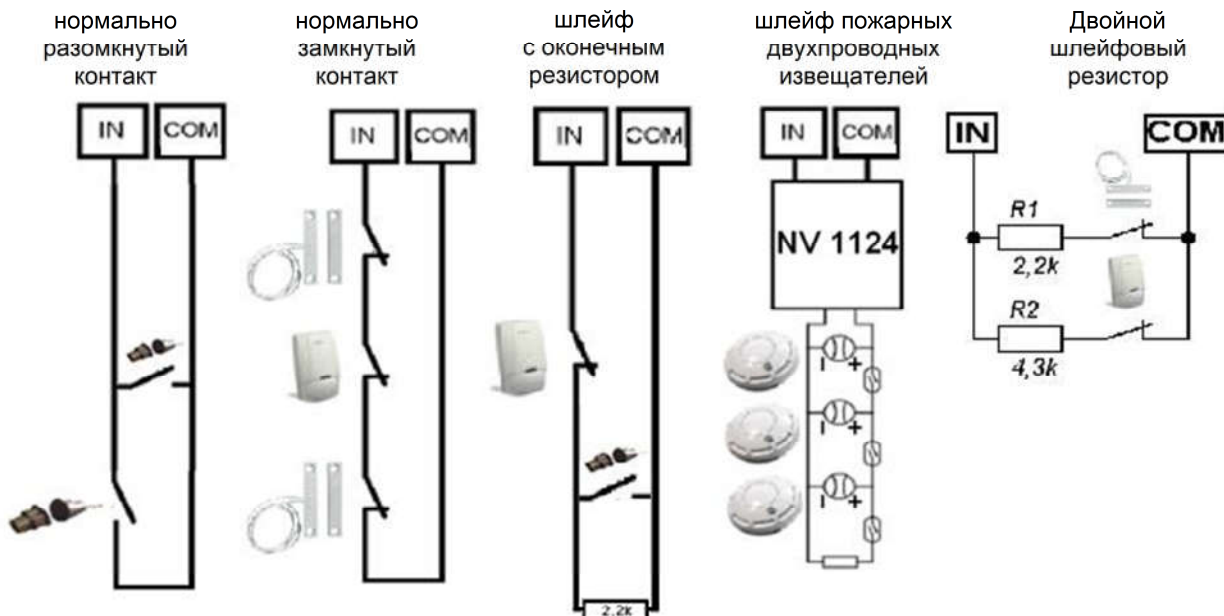 нормально
разомкнутый
контакт
нормально
замкнутый
контакт
шлейф
с оконечным
резистором
шлейф пожарных
двухпроводных
извещателей
Двойной
шлейфовый
резистор
IN COM
IN COM
IN COM
IN COM
IN COM
NV 1124
R1
2,2k
R2
4,3k
- +
- +
- +
2,2k